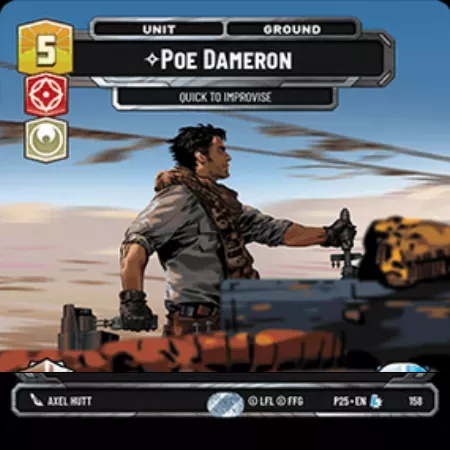 UNIT GROUND
5
POE DAMERON
QUICK TO IMPROVISE
AXEL HUTT
© LFL © FFG
P25 • EN
158